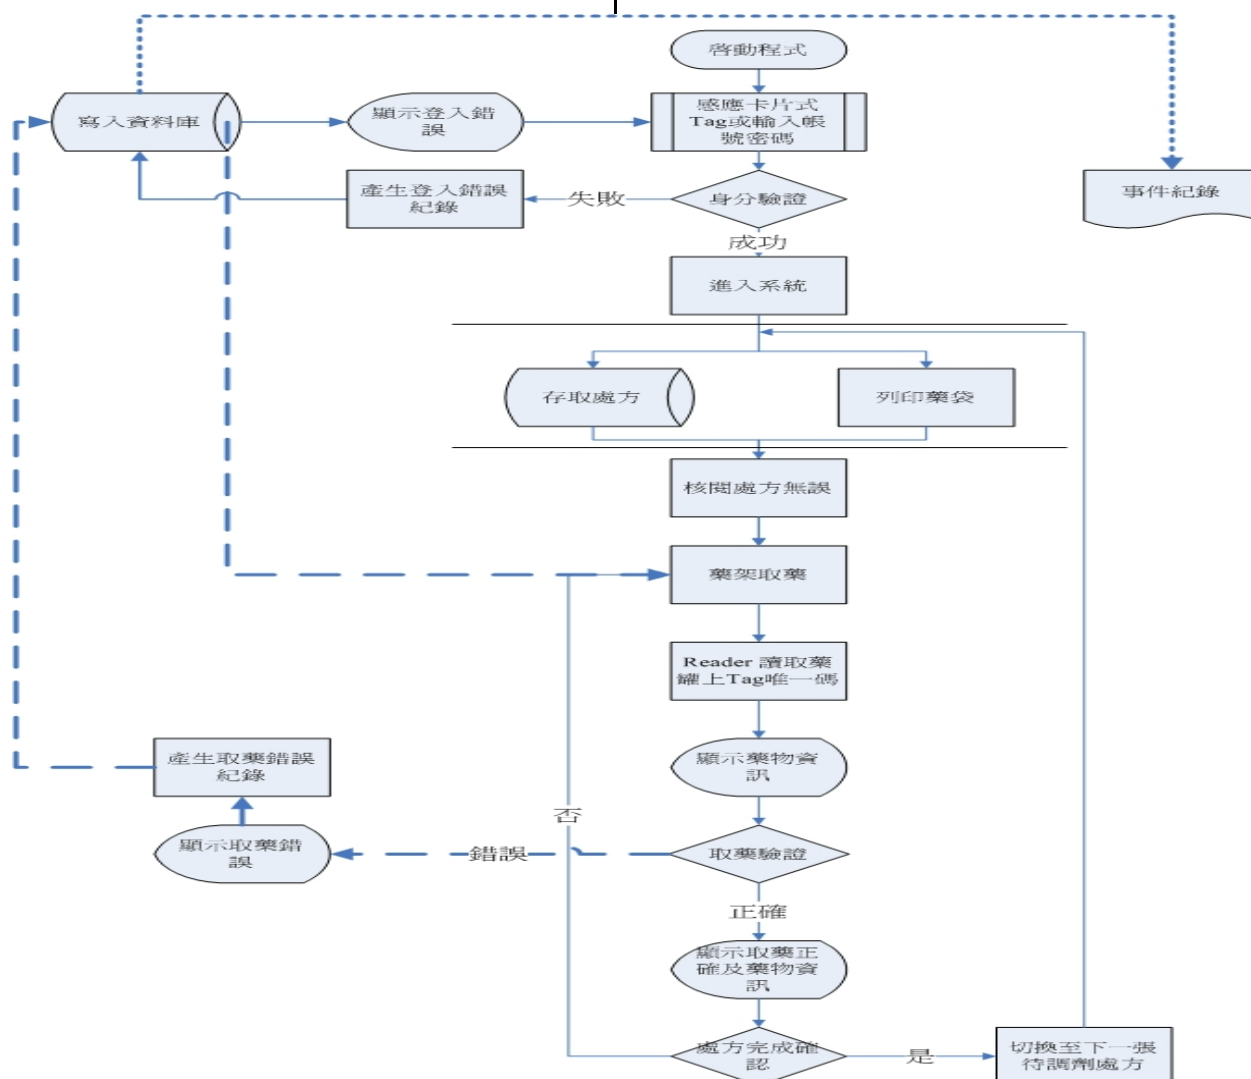 啓動程式
寫入資料庫
顯示登入錯
誤
感應卡片式
Tag或輸入帳
號密碼
產生登入錯誤
紀錄
失敗
身分驗證
事件紀錄
成功
進入系統
存取處方
列印藥袋
核閱處方無誤
藥架取藥
Reader 讀取藥
罐上Tag唯一碼
產生取藥錯誤
紀錄
顯示藥物資
訊
否
顯示取藥錯
誤
錯誤
取藥驗證
正確
顯示取藥正
確及藥物資
訊
處方完成確
認
是
切換至下一張
待調劑處方